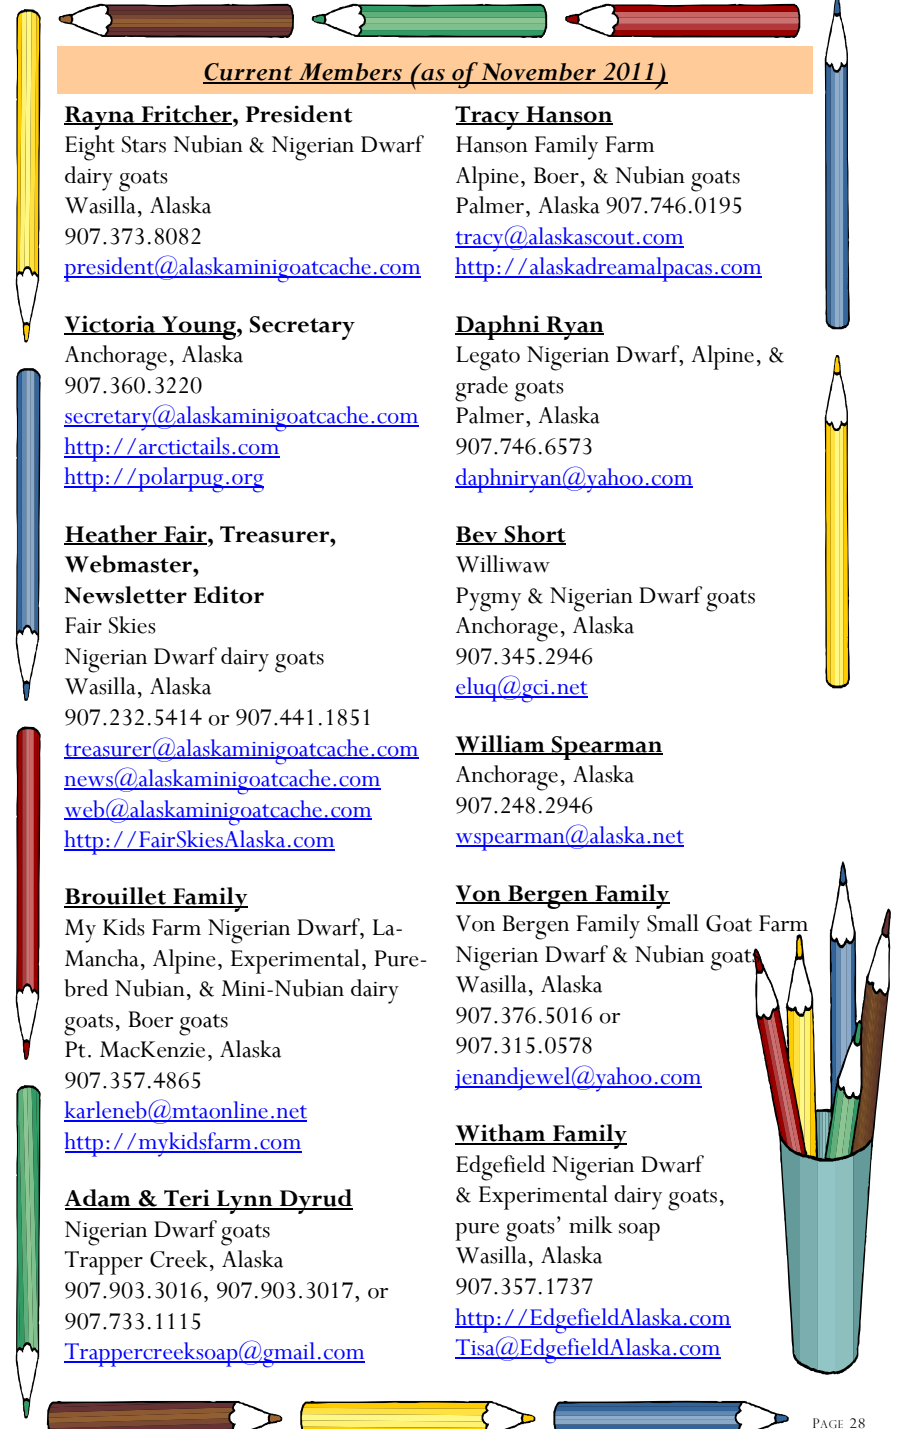 Current Members (as of November 2011)
Rayna Fritcher, President
Eight Stars Nubian & Nigerian Dwarf
dairy goats
Wasilla, Alaska
907.373.8082
president@alaskaminigoatcache.com
Victoria Young, Secretary
Anchorage, Alaska
907.360.3220
secretary@alaskaminigoatcache.com
http://arctictails.com
http://polarpug.org
Heather Fair, Treasurer,
Webmaster,
Newsletter Editor
Fair Skies
Nigerian Dwarf dairy goats
Wasilla, Alaska
907.232.5414 or 907.441.1851
treasurer@alaskaminigoatcache.com
news@alaskaminigoatcache.com
web@alaskaminigoatcache.com
http://FairSkiesAlaska.com
Brouillet Family
My Kids Farm Nigerian Dwarf, La-
Mancha, Alpine, Experimental, Pure-
bred Nubian, & Mini-Nubian dairy
goats, Boer goats
Pt. MacKenzie, Alaska
907.357.4865
karleneb@mtaonline.net
http://mykidsfarm.com
Adam & Teri Lynn Dyrud
Nigerian Dwarf goats
Trapper Creek, Alaska
907.903.3016, 907.903.3017, or
907.733.1115
Trappercreeksoap@gmail.com
Tracy Hanson
Hanson Family Farm
Alpine, Boer, & Nubian goats
Palmer, Alaska 907.746.0195
tracy@alaskascout.com
http://alaskadreamalpacas.com
Daphni Ryan
Legato Nigerian Dwarf, Alpine, &
grade goats
Palmer, Alaska
907.746.6573
daphniryan@yahoo.com
Bev Short
Williwaw
Pygmy & Nigerian Dwarf goats
Anchorage, Alaska
907.345.2946
eluq@gci.net
William Spearman
Anchorage, Alaska
907.248.2946
wspearman@alaska.net
Von Bergen Family
Von Bergen Family Small Goat Farm
Nigerian Dwarf & Nubian goats
Wasilla, Alaska
907.376.5016 or
907.315.0578
jenandjewel@yahoo.com
Witham Family
Edgefield Nigerian Dwarf
& Experimental dairy goats,
pure goats’ milk soap
Wasilla, Alaska
907.357.1737
http://EdgefieldAlaska.com
Tisa@EdgefieldAlaska.com
PAGE 28